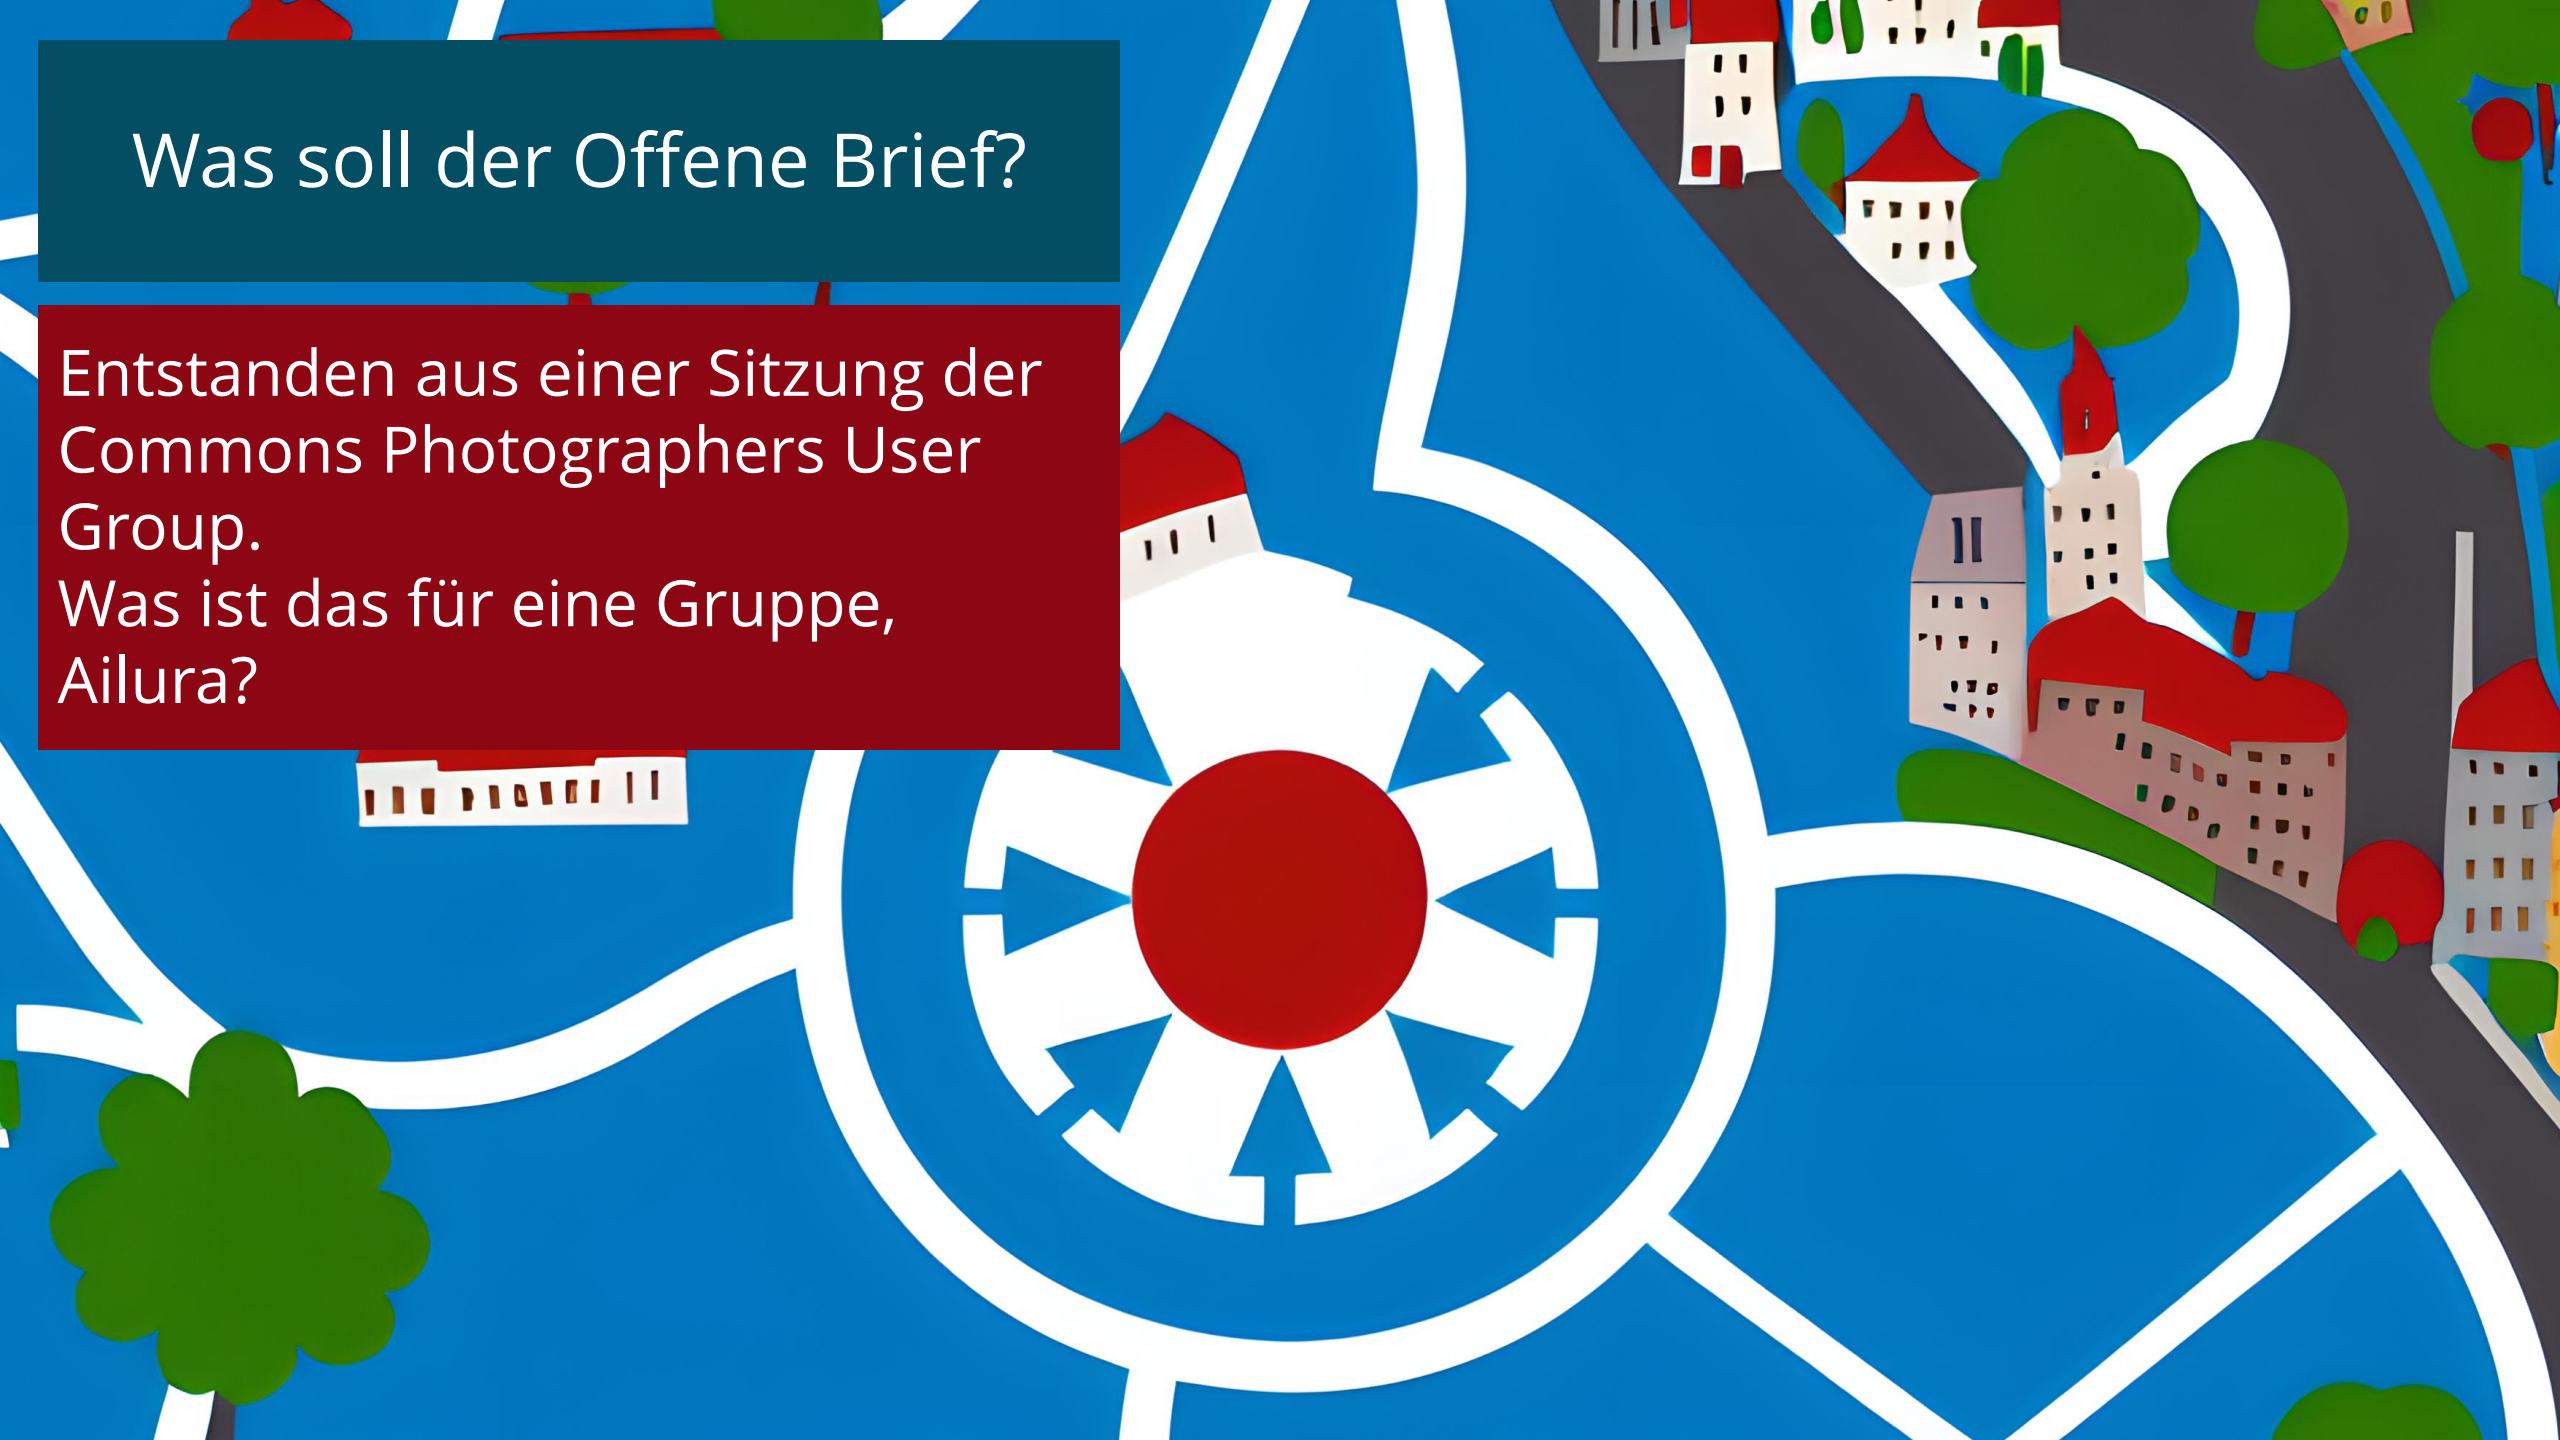 Was soll der Offene Brief?
Entstanden aus einer Sitzung der
Commons Photographers User
Group.
Was ist das für eine Gruppe,
Ailura?